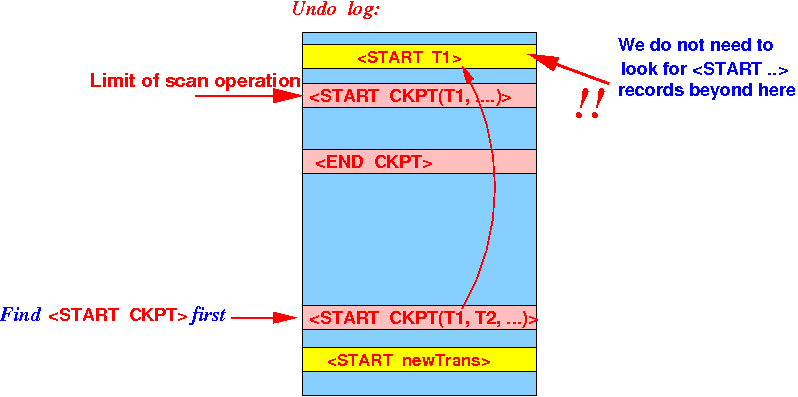 Undo log:
<START T1>
We do not need to
look for <START ..>
records beyond here
!!
Limit of scan operation
<START CKPT(T1, ....)>
<END CKPT>
Find <START CKPT> first
<START CKPT(T1, T2, ...)>
<START newTrans>